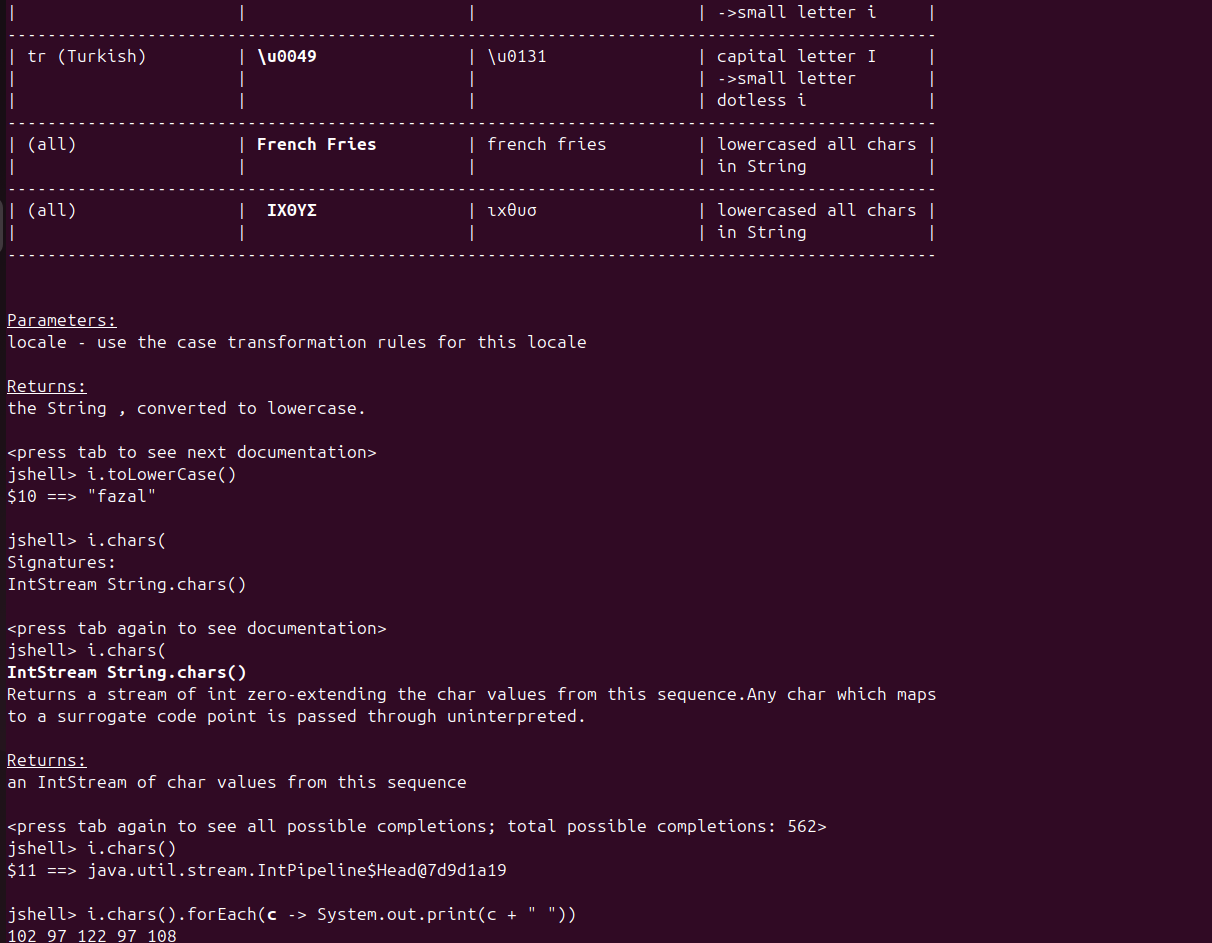 |                       |                      |                      | ->small letter i     |
---------------------------------------------------------------------------------------------
| tr (Turkish)          | \u0049               | \u0131               | capital letter I     |
|                       |                      |                      | ->small letter       |
|                       |                      |                      | dotless i            |
---------------------------------------------------------------------------------------------
| (all)                 | French Fries         | french fries         | lowercased all chars |
|                       |                      |                      | in String            |
---------------------------------------------------------------------------------------------
| (all)                 |  ΙΧΘΥΣ               | ιχθυσ                | lowercased all chars |
|                       |                      |                      | in String            |
---------------------------------------------------------------------------------------------
Parameters:
locale - use the case transformation rules for this locale
Returns:
the String , converted to lowercase.
<press tab to see next documentation>
jshell> i.toLowerCase()
$10 ==> "fazal"
jshell> i.chars(
Signatures:
IntStream String.chars()
<press tab again to see documentation>
jshell> i.chars(
IntStream String.chars()
Returns a stream of int zero-extending the char values from this sequence.Any char which maps
to a surrogate code point is passed through uninterpreted.
Returns:
an IntStream of char values from this sequence
<press tab again to see all possible completions; total possible completions: 562>
jshell> i.chars()
$11 ==> java.util.stream.IntPipeline$Head@7d9d1a19
jshell> i.chars().forEach(c -> System.out.print(c + " "))
102 97 122 97 108